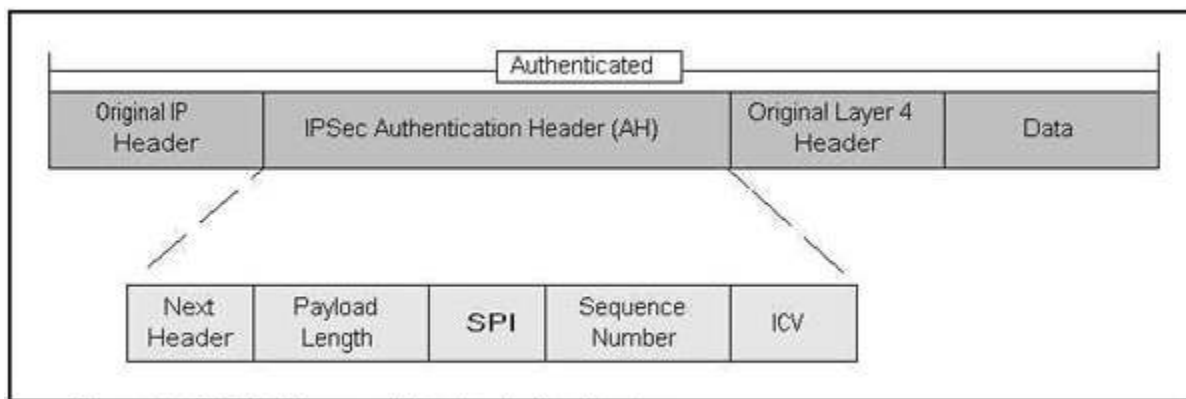 Authenticated
Original IP
Header
IPSec Authentication Header (AH)
Original Layer 4
Header
Data
Next
Header
Payload
Length
SPI
Sequence
Number
ICV